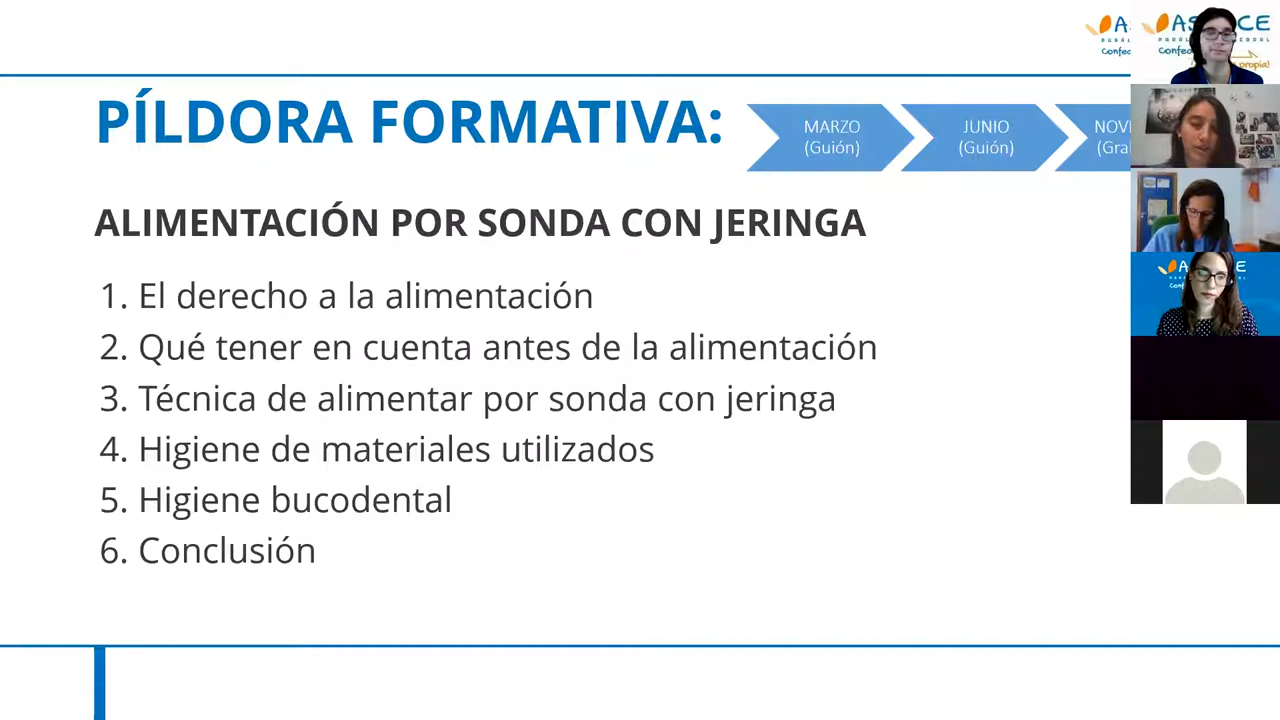 PÍLDORA FORMATIVA:
MARZO
(Guión)
JUNIO
(Guión)
ALIMENTACIÓN POR SONDA CON JERINGA
1. El derecho a la alimentación
2. Qué tener en cuenta antes de la alimentación
3. Técnica de alimentar por sonda con jeringa
4. Higiene de materiales utilizados
5. Higiene bucodental
6. Conclusión